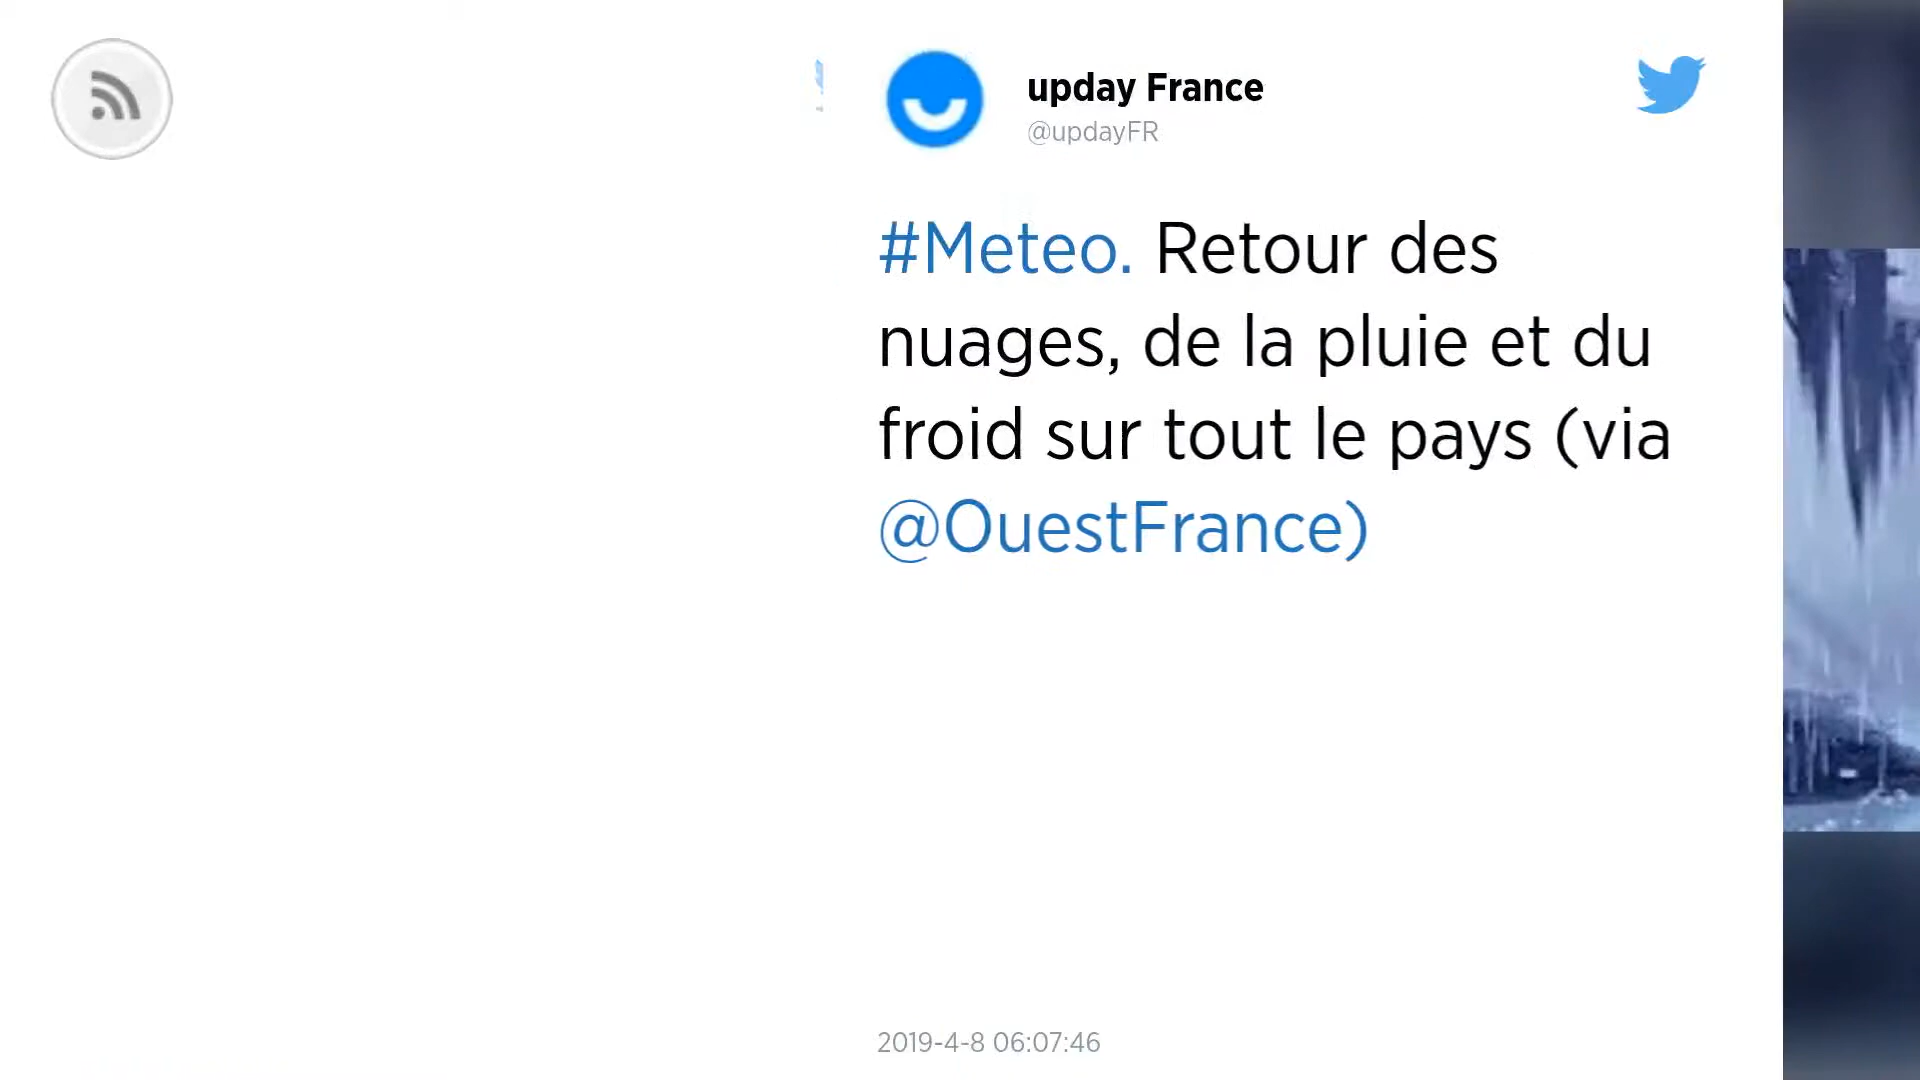 upday France
@updayFR
#Meteo. Retour des
nuages, de la pluie et du
froid sur tout le pays (via
@OuestFrance)
2019-4-8 06:07:46